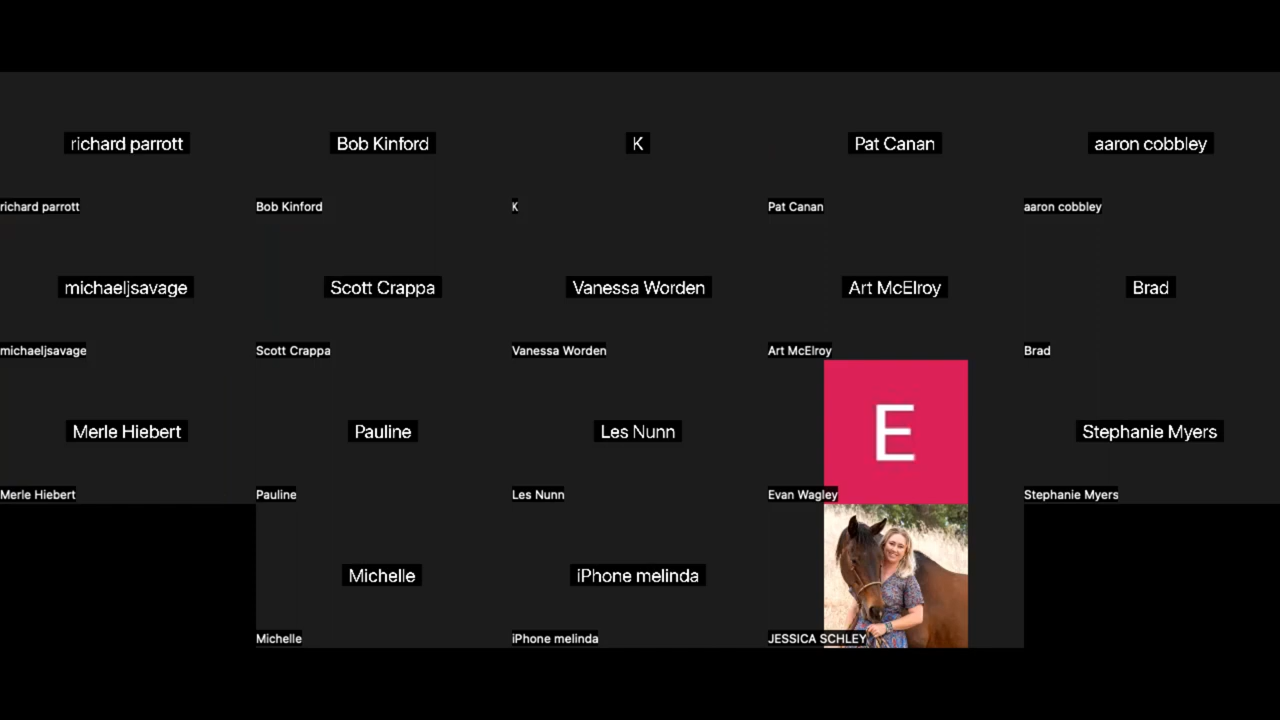 richard parrott
Bob Kinford
K
Pat Canan
aaron cobbley
richard parrott
Bob Kinford
K
Pat Canan
aaron cobbley
michaeljsavage
Scott Crappa
Vanessa Worden
Art McElroy
Brad
michaeljsavage
Scott Crappa
Vanessa Worden
Art McElroy
Brad
Merle Hiebert
Pauline
Les Nunn
E
Stephanie Myers
Merle Hiebert
Pauline
Les Nunn
Evan Wagley
Stephanie Myers
Michelle
iPhone melinda
Michelle
iPhone melinda
JESSICA SCHLEY